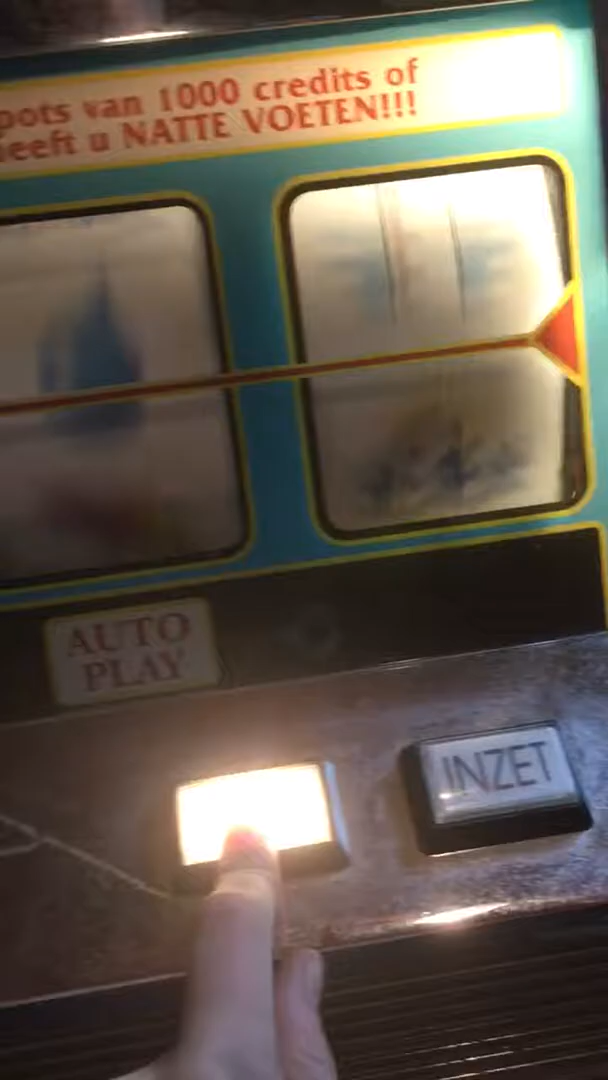 pots van 1000 credits of
heeft u NATTE VOETEN!!!
AUTO
PLAY
INZET